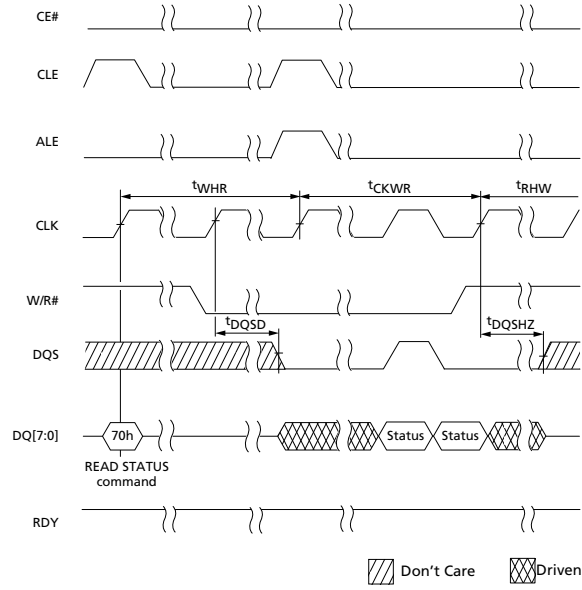 CE#
CLE
ALE
tWHR tCKWR tRHW
CLK
W/R#
tDQSD tDQSHZ
DQS
DQ[7:0] 70h Status Status
READ STATUS
command
RDY
Don't Care Driven